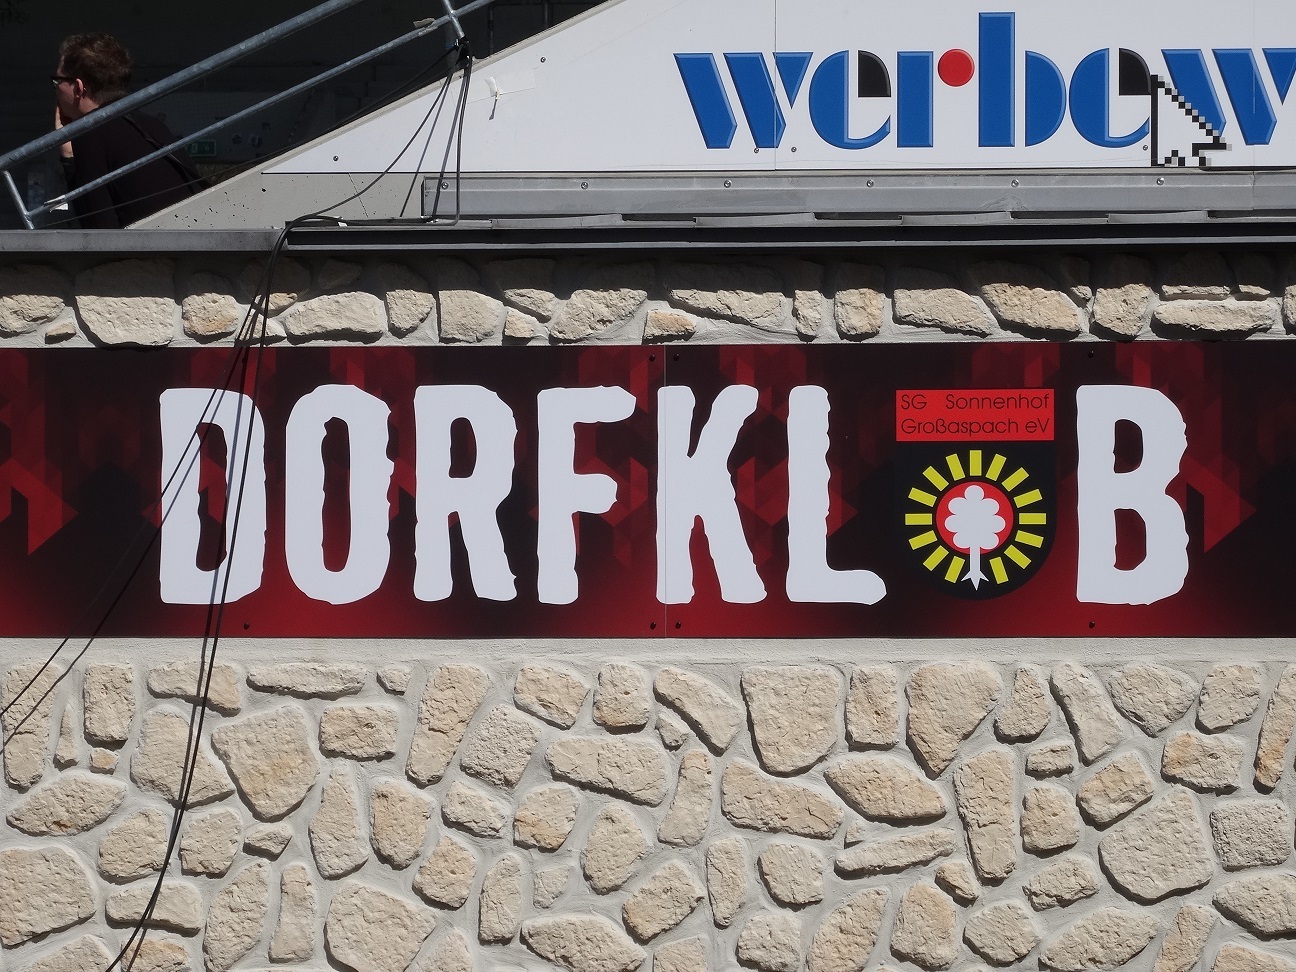 werbew
DORFKL B
SG Sonnenhof
Großaspach eV